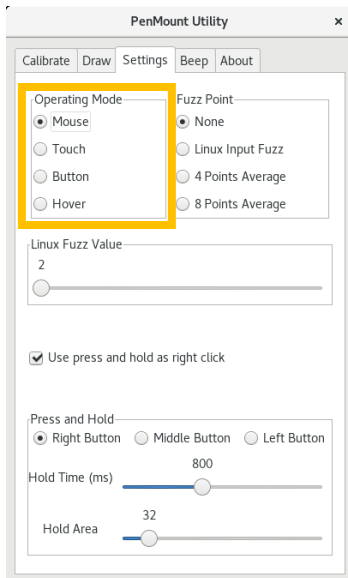 PenMount Utility ×
Calibrate Draw Settings Beep About
Operating Mode
Mouse
Touch
Button
Hover
Fuzz Point
None
Linux Input Fuzz
4 Points Average
8 Points Average
Linux Fuzz Value
2
Use press and hold as right click
Press and Hold
Right Button Middle Button Left Button
800
Hold Time (ms)
32
Hold Area